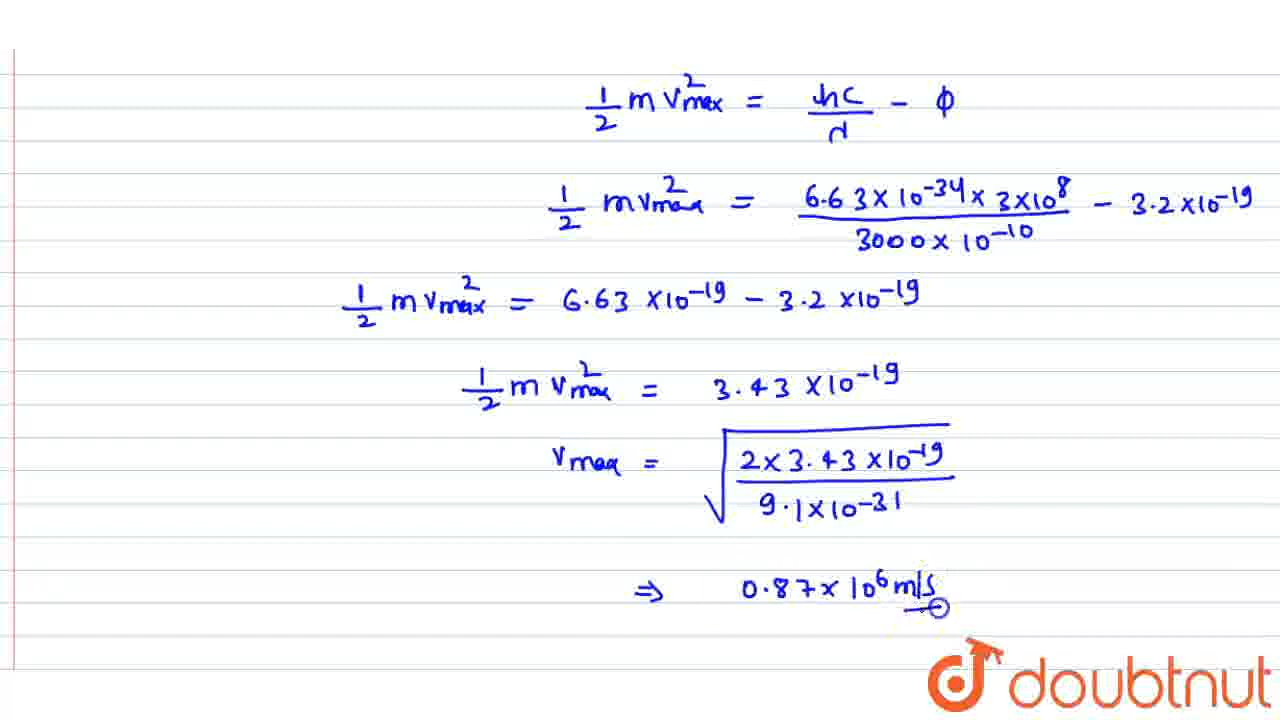 1/2 m v²max = hc/λ - φ
1/2 m vmax² = 6.63 × 10⁻³⁴ × 3×10⁸ / 3000 × 10⁻¹⁰ - 3.2 × 10⁻¹⁹
1/2 m vmax² = 6.63 × 10⁻¹⁹ - 3.2 × 10⁻¹⁹
1/2 m v²max = 3.43 × 10⁻¹⁹
vmax = √(2 × 3.43 × 10⁻¹⁹ / 9.1 × 10⁻³¹)
⇒ 0.87 × 10⁶ m/s
doubtnut